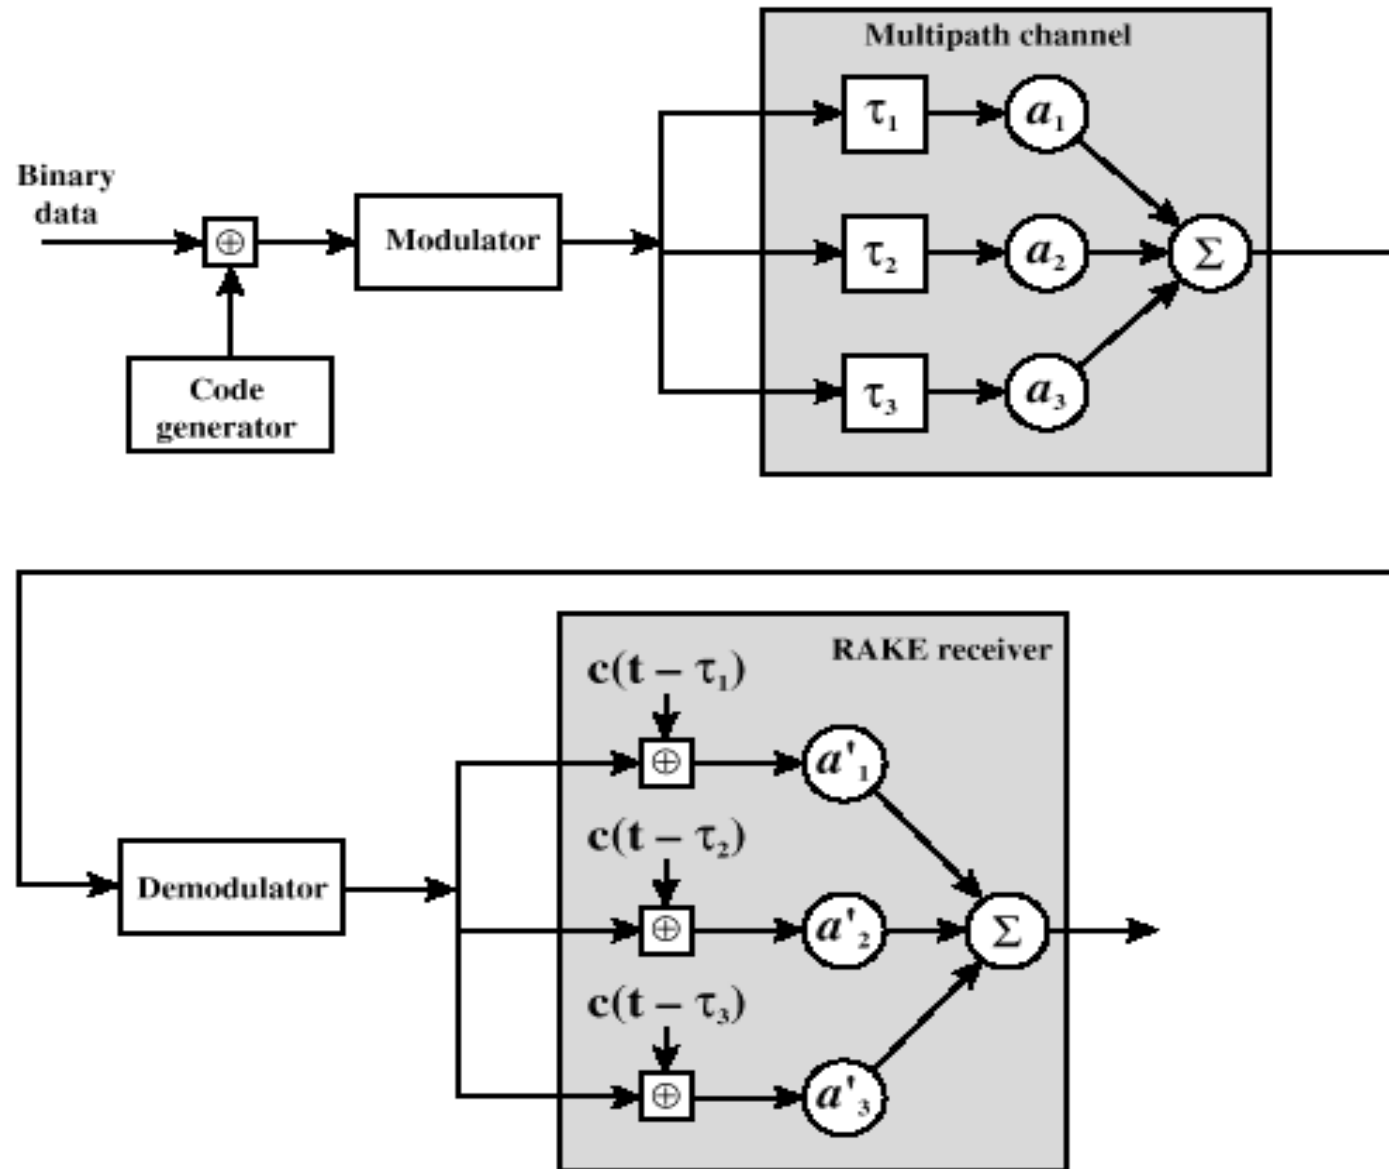 Multipath channel
τ₁
a₁
Binary
data
⊕
Modulator
τ₂
a₂
Σ
Code
generator
τ₃
a₃
RAKE receiver
c(t – τ₁)
⊕
a'₁
c(t – τ₂)
Demodulator
⊕
a'₂
Σ
c(t – τ₃)
⊕
a'₃